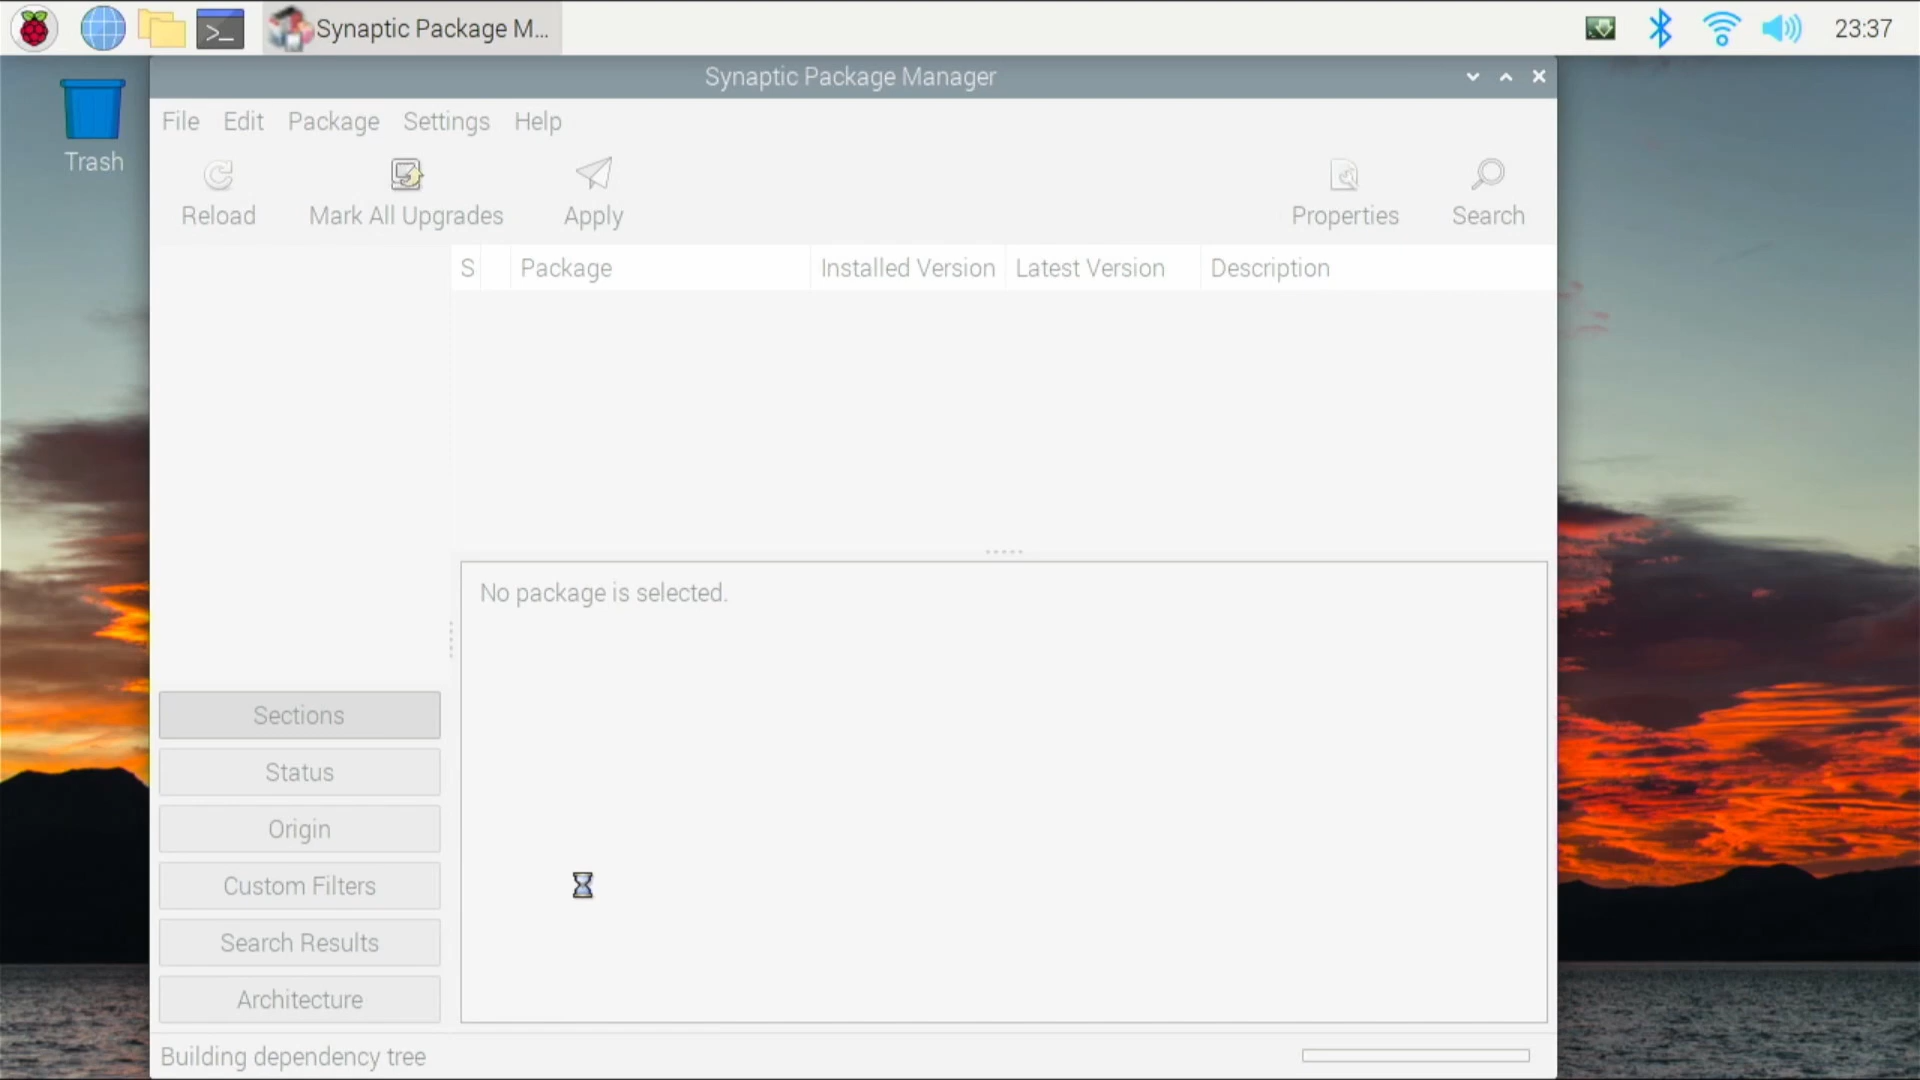 Synaptic Package M...
23:37
Trash
Synaptic Package Manager
File Edit Package Settings Help
Reload Mark All Upgrades Apply Properties Search
S Package Installed Version Latest Version Description
No package is selected.
Sections
Status
Origin
Custom Filters
Search Results
Architecture
Building dependency tree